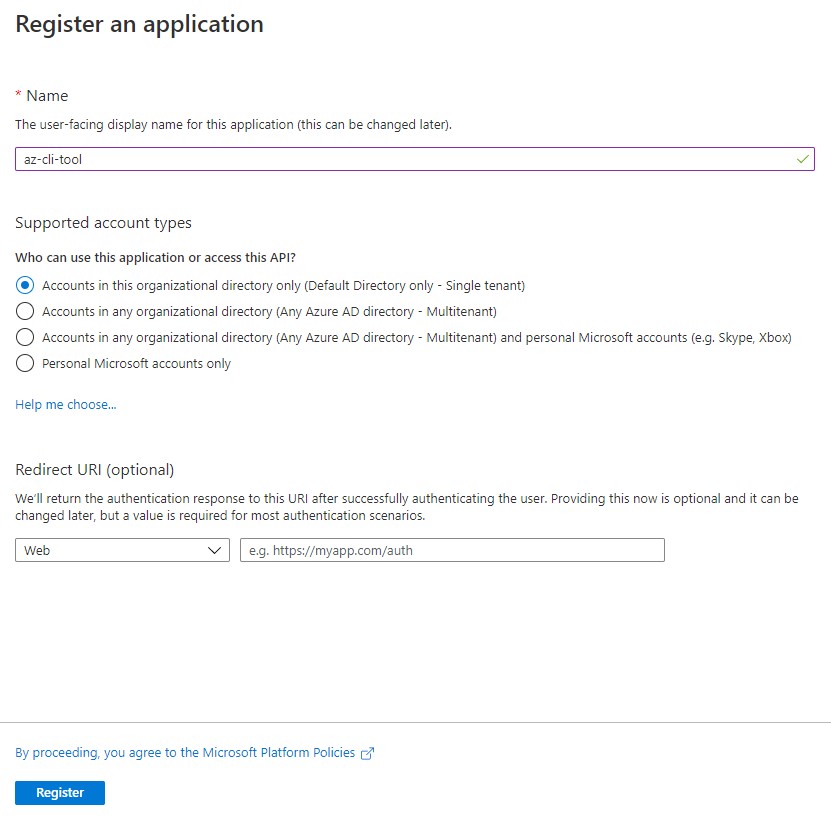 Register an application
* Name
The user-facing display name for this application (this can be changed later).
az-cli-tool
Supported account types
Who can use this application or access this API?
Accounts in this organizational directory only (Default Directory only - Single tenant)
Accounts in any organizational directory (Any Azure AD directory - Multitenant)
Accounts in any organizational directory (Any Azure AD directory - Multitenant) and personal Microsoft accounts (e.g. Skype, Xbox)
Personal Microsoft accounts only
Help me choose...
Redirect URI (optional)
We'll return the authentication response to this URI after successfully authenticating the user. Providing this now is optional and it can be
changed later, but a value is required for most authentication scenarios.
Web e.g. https://myapp.com/auth
By proceeding, you agree to the Microsoft Platform Policies
Register